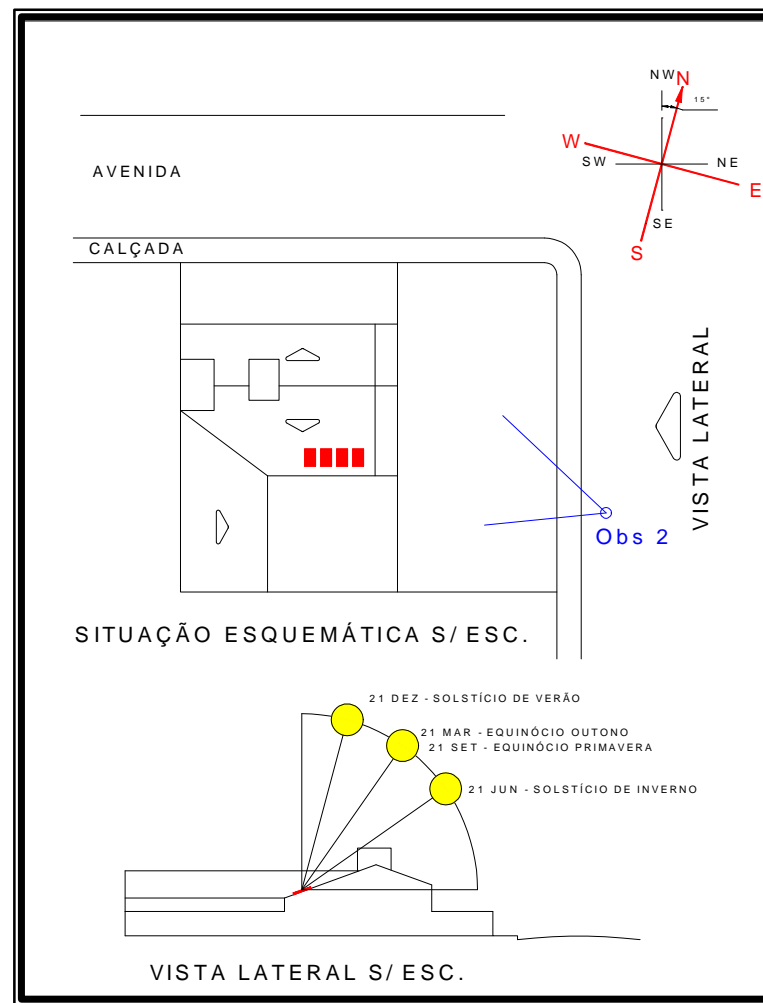 NW
N
15°
W
SW
NE
E
SE
S
AVENIDA
CALÇADA
VISTA LATERAL
Obs 2
SITUAÇÃO ESQUEMÁTICA S/ ESC.
21 DEZ - SOLSTÍCIO DE VERÃO
21 MAR - EQUINÓCIO OUTONO
21 SET - EQUINÓCIO PRIMAVERA
21 JUN - SOLSTÍCIO DE INVERNO
VISTA LATERAL S/ ESC.